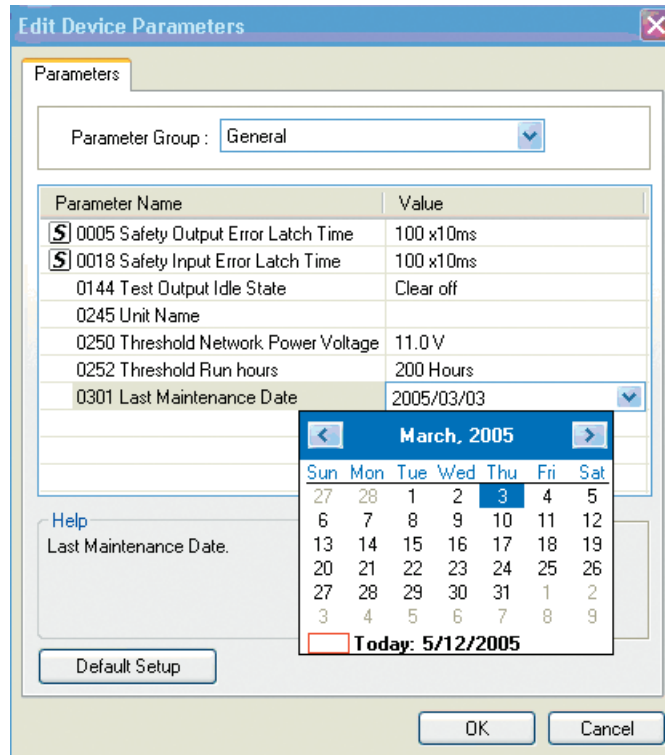 Edit Device Parameters
Parameters
Parameter Group : General
Parameter Name Value
S 0005 Safety Output Error Latch Time 100 x10ms
S 0018 Safety Input Error Latch Time 100 x10ms
0144 Test Output Idle State Clear off
0245 Unit Name
0250 Threshold Network Power Voltage 11.0 V
0252 Threshold Run hours 200 Hours
0301 Last Maintenance Date 2005/03/03
March, 2005
Sun Mon Tue Wed Thu Fri Sat
27 28 1 2 3 4 5
6 7 8 9 10 11 12
13 14 15 16 17 18 19
20 21 22 23 24 25 26
27 28 29 30 31 1 2
3 4 5 6 7 8 9
Today: 5/12/2005
Help
Last Maintenance Date.
Default Setup
OK Cancel